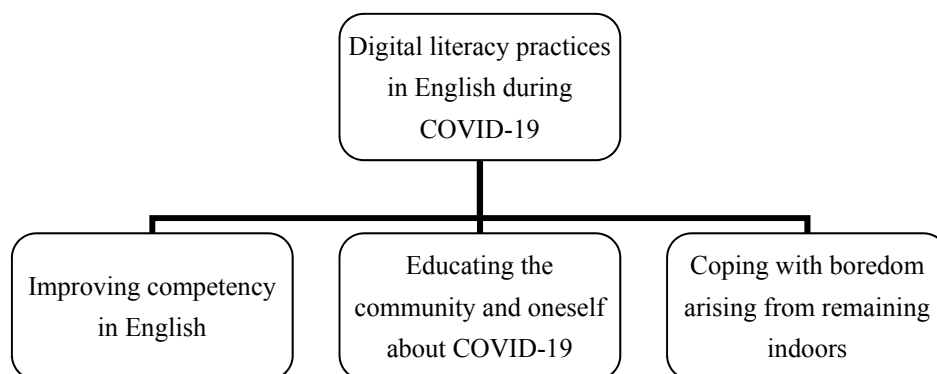 Digital literacy practices
in English during
COVID-19
Improving competency
in English
Educating the
community and oneself
about COVID-19
Coping with boredom
arising from remaining
indoors